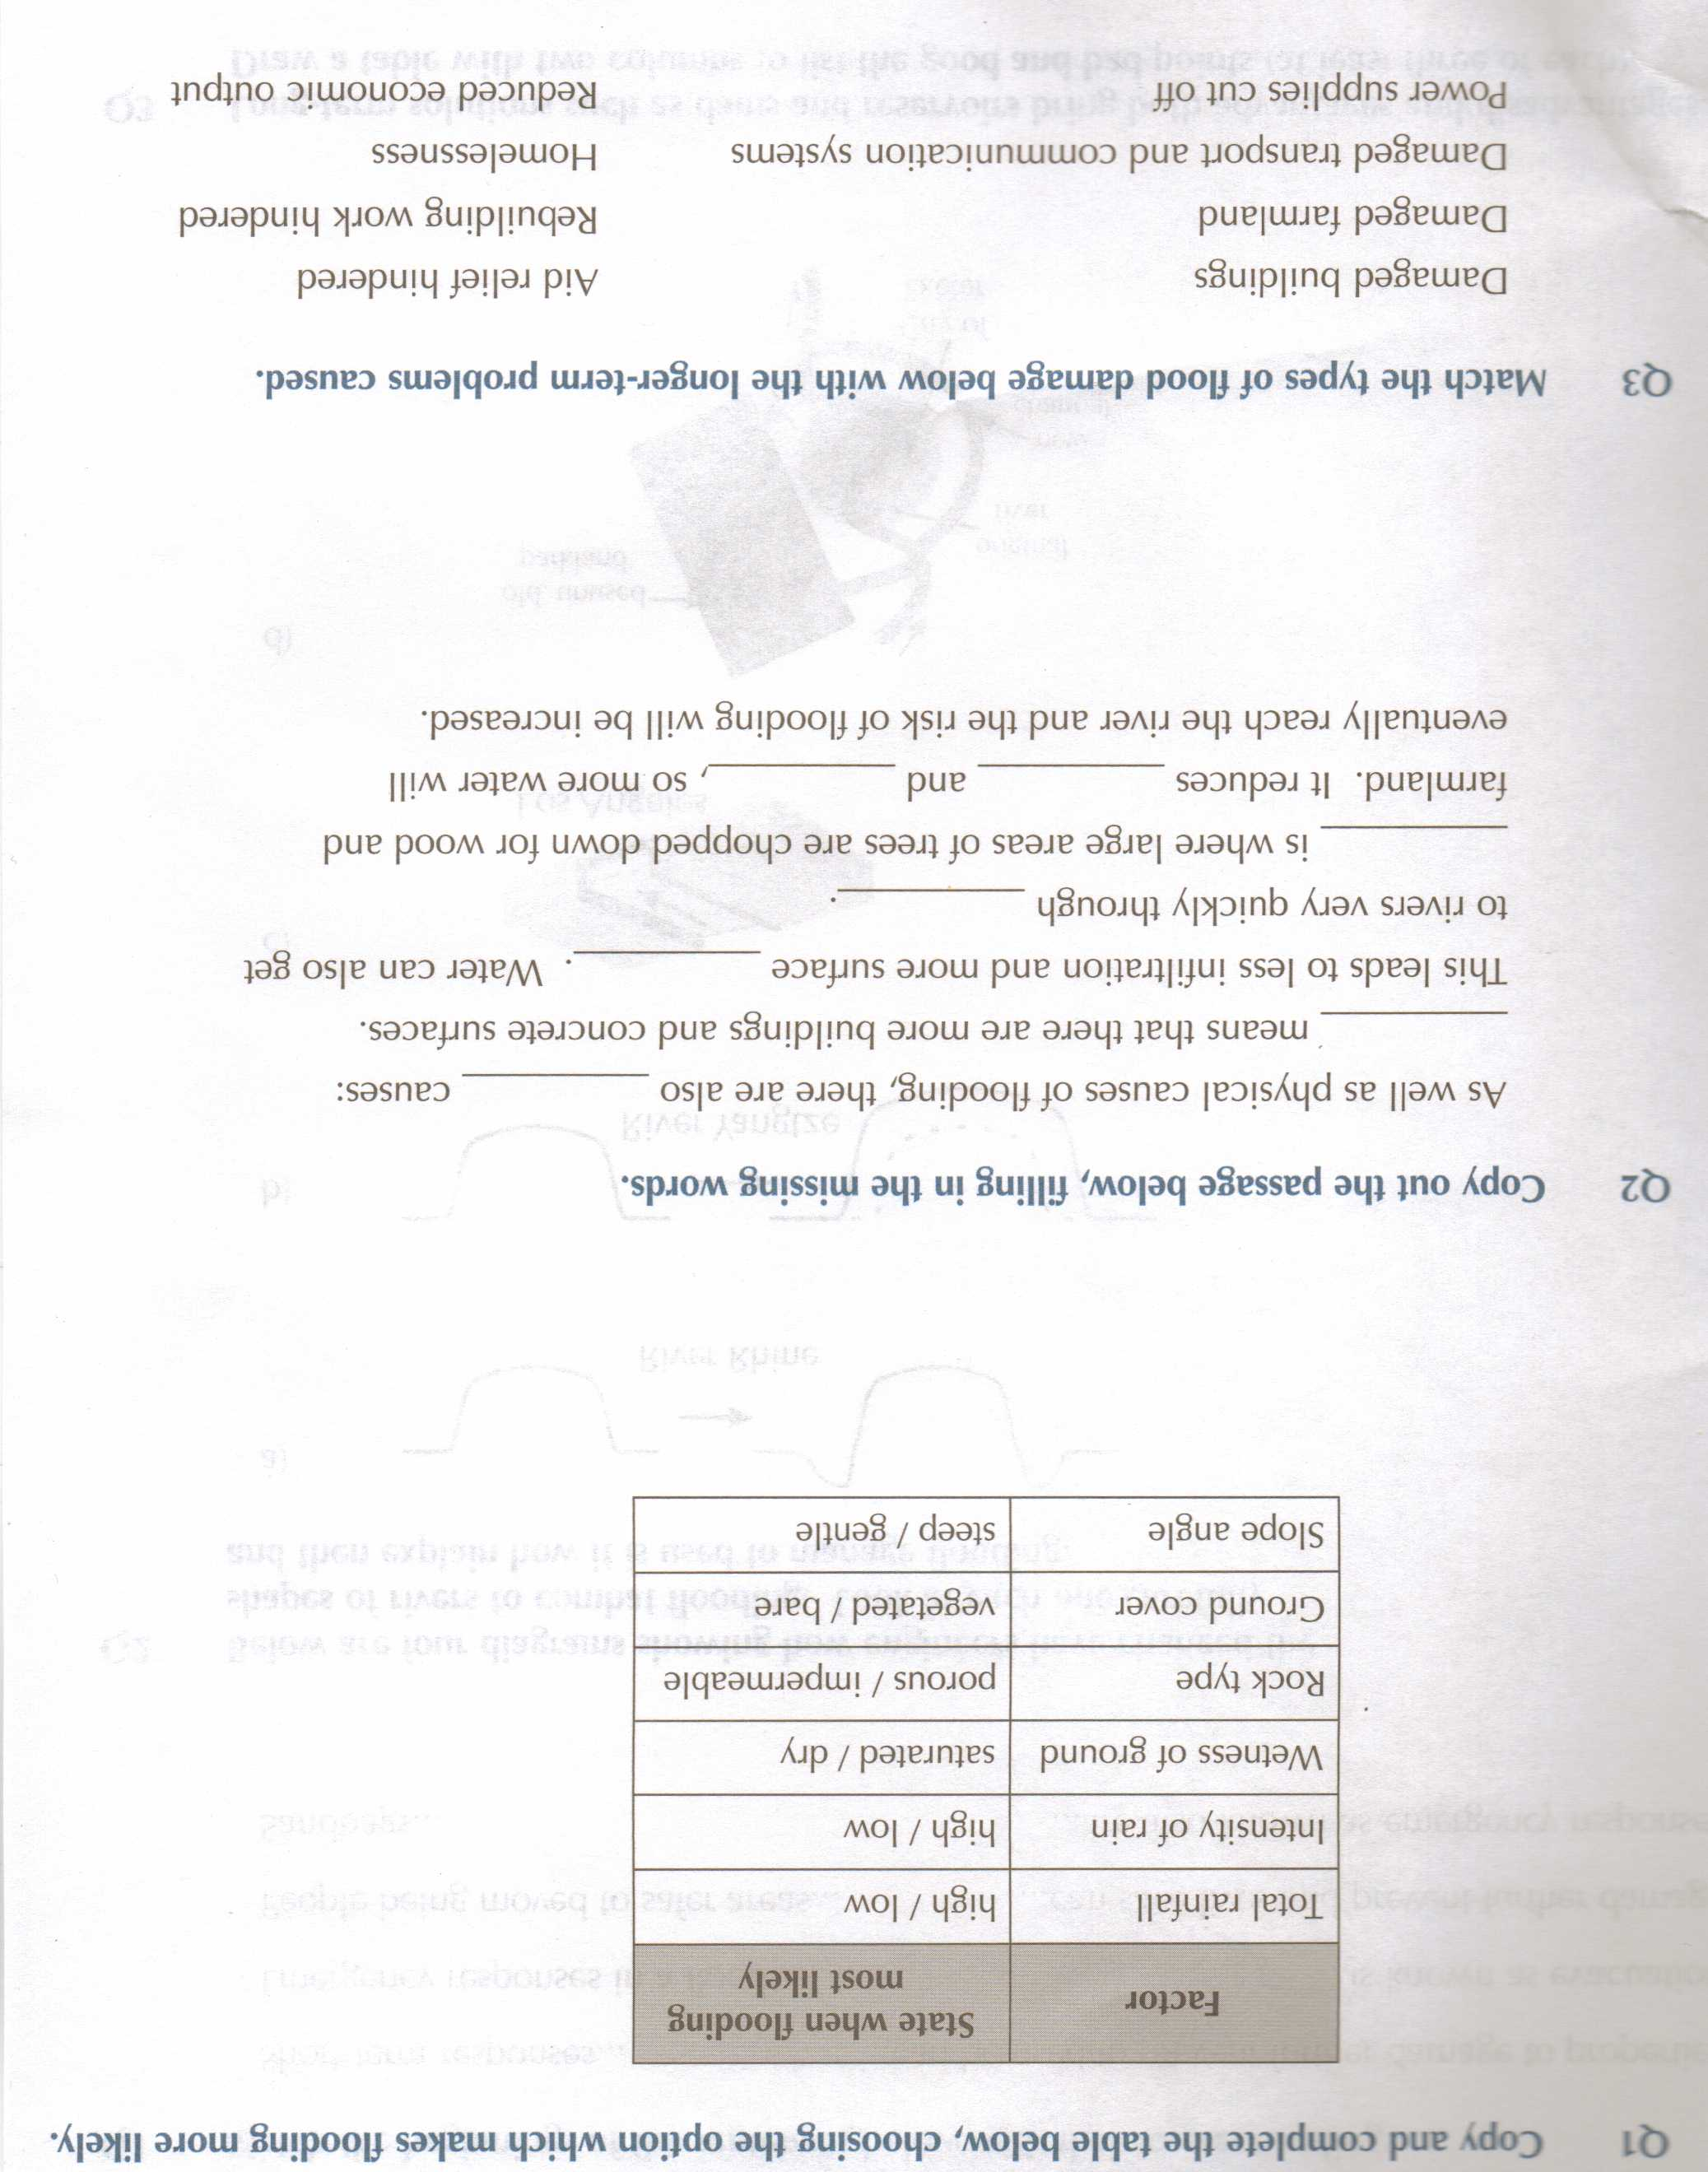 Q1 Copy and complete the table below, choosing the option which makes flooding more likely.
Factor State when flooding
most likely
Total rainfall high / low
Intensity of rain high / low
Wetness of ground saturated / dry
Rock type porous / impermeable
Ground cover vegetated / bare
Slope angle steep / gentle
Q2 Copy out the passage below, filling in the missing words.
As well as physical causes of flooding, there are also __________ causes:
__________ means that there are more buildings and concrete surfaces.
This leads to less infiltration and more surface __________. Water can also get
to rivers very quickly through __________.
__________ is where large areas of trees are chopped down for wood and
farmland. It reduces __________ and __________, so more water will
eventually reach the river and the risk of flooding will be increased.
Q3 Match the types of flood damage below with the longer-term problems caused.
Damaged buildings Aid relief hindered
Damaged farmland Rebuilding work hindered
Damaged transport and communication systems Homelessness
Power supplies cut off Reduced economic output